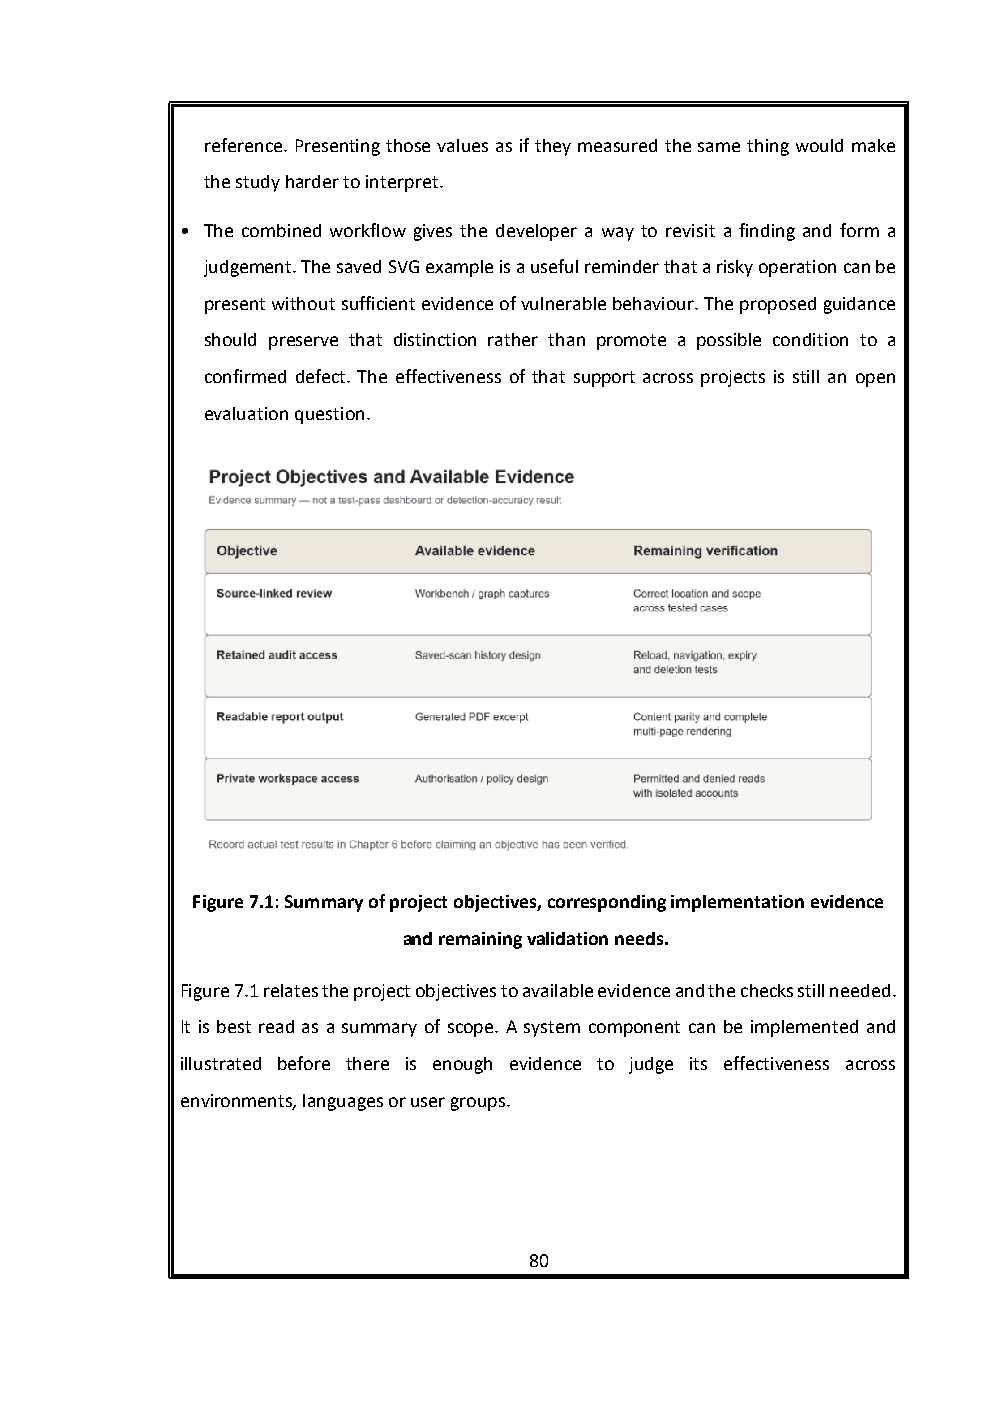 reference. Presenting those values as if they measured the same thing would make
the study harder to interpret.
• The combined workflow gives the developer a way to revisit a finding and form a
judgement. The saved SVG example is a useful reminder that a risky operation can be
present without sufficient evidence of vulnerable behaviour. The proposed guidance
should preserve that distinction rather than promote a possible condition to a
confirmed defect. The effectiveness of that support across projects is still an open
evaluation question.
Project Objectives and Available Evidence
Evidence summary — not a test-pass dashboard or detection-accuracy result
Objective Available evidence Remaining verification
Source-linked review Workbench / graph captures Correct location and scope
across tested cases
Retained audit access Saved-scan history design Reload, navigation, expiry
and deletion tests
Readable report output Generated PDF excerpt Content parity and complete
multi-page rendering
Private workspace access Authorisation / policy design Permitted and denied reads
with isolated accounts
Record actual test results in Chapter 6 before claiming an objective has been verified.
Figure 7.1: Summary of project objectives, corresponding implementation evidence
and remaining validation needs.
Figure 7.1 relates the project objectives to available evidence and the checks still needed.
It is best read as a summary of scope. A system component can be implemented and
illustrated before there is enough evidence to judge its effectiveness across
environments, languages or user groups.
80